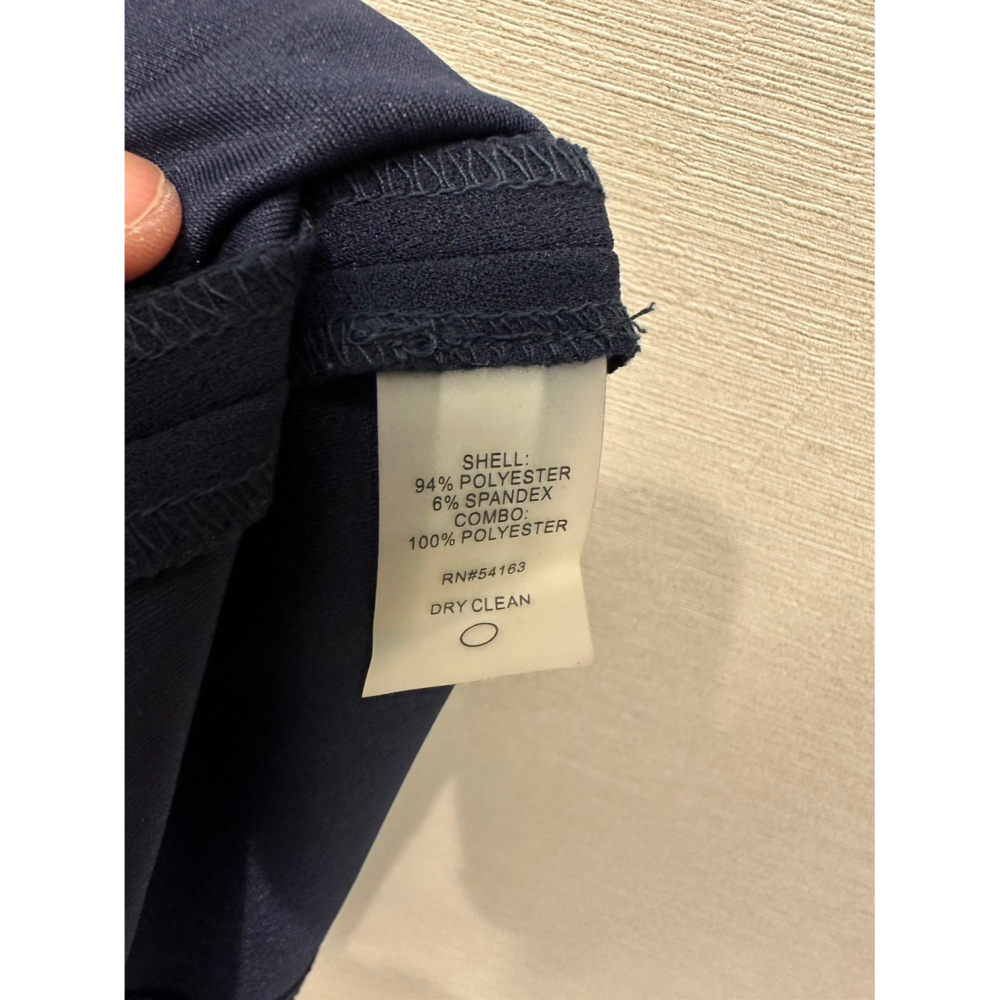 SHELL:
94% POLYESTER
6% SPANDEX
COMBO:
100% POLYESTER
RN#54163
DRY CLEAN